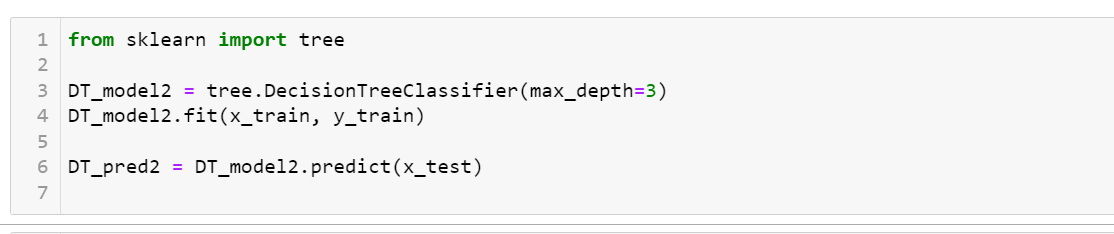 1 from sklearn import tree
2
3 DT_model2 = tree.DecisionTreeClassifier(max_depth=3)
4 DT_model2.fit(x_train, y_train)
5
6 DT_pred2 = DT_model2.predict(x_test)
7